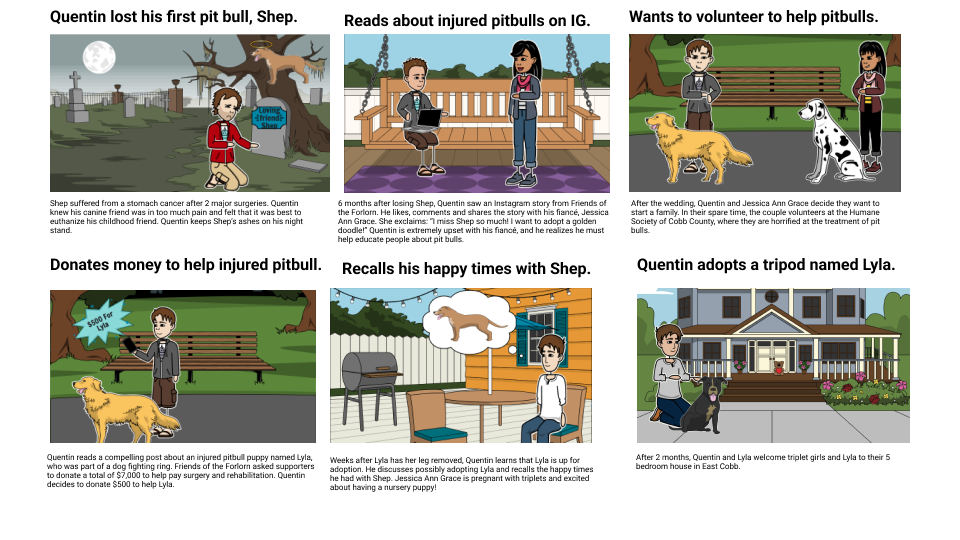 Quentin lost his first pit bull, Shep.
Loving
friend
Shep
Shep suffered from a stomach cancer after 2 major surgeries. Quentin
knew his canine friend was in too much pain and felt that it was best to
euthanize his childhood friend. Quentin keeps Shep's ashes on his night
stand.
Reads about injured pitbulls on IG.
6 months after losing Shep, Quentin saw an Instagram story from Friends of
the Forlorn. He likes, comments and shares the story with his fiancé, Jessica
Ann Grace. She exclaims: "I miss Shep so much! I want to adopt a golden
doodle!" Quentin is extremely upset with his fiancé, and he realizes he must
help educate people about pit bulls.
Wants to volunteer to help pitbulls.
After the wedding, Quentin and Jessica Ann Grace decide they want to
start a family. In their spare time, the couple volunteers at the Humane
Society of Cobb County, where they are horrified at the treatment of pit
bulls.
Donates money to help injured pitbull.
$500 For
Lyla
Quentin reads a compelling post about an injured pitbull puppy named Lyla,
who was part of a dog fighting ring. Friends of the Forlorn asked supporters
to donate a total of $7,000 to help pay surgery and rehabilitation. Quentin
decides to donate $500 to help Lyla.
Recalls his happy times with Shep.
Weeks after Lyla has her leg removed, Quentin learns that Lyla is up for
adoption. He discusses possibly adopting Lyla and recalls the happy times
he had with Shep. Jessica Ann Grace is pregnant with triplets and excited
about having a nursery puppy!
Quentin adopts a tripod named Lyla.
After 2 months, Quentin and Lyla welcome triplet girls and Lyla to their 5
bedroom house in East Cobb.